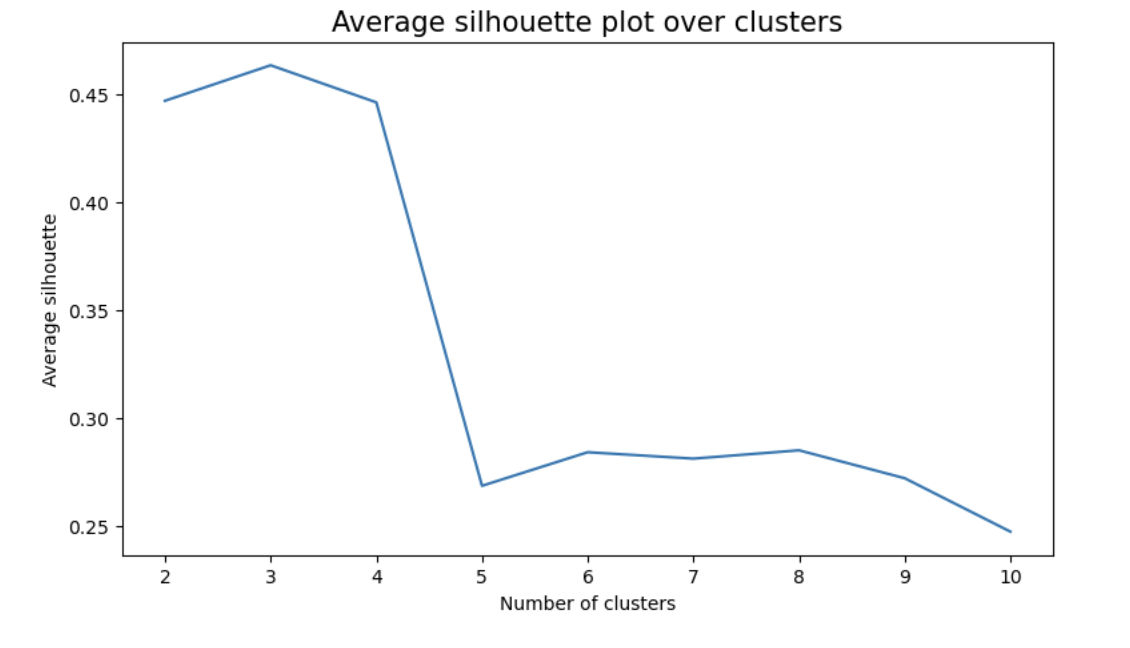 Average silhouette plot over clusters
0.45
0.40
0.35
0.30
0.25
Average silhouette
2 3 4 5 6 7 8 9 10
Number of clusters